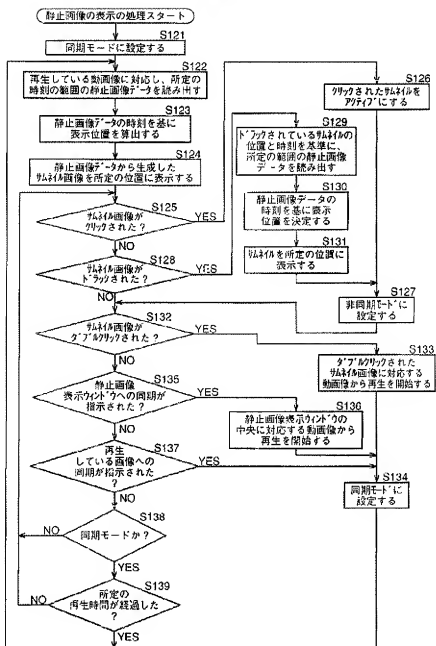 静止画像の表示の処理スタート
S121
同期モードに設定する
S122
再生している動画像に対応し、所定の
時刻の範囲の静止画像データを読み出す
S123
静止画像データの時刻を基に
表示位置を算出する
S124
静止画像データから生成した
サムネイル画像を所定の位置に表示する
S125
サムネイル画像が
クリックされた?
YES
NO
S126
クリックされたサムネイルを
アクティブにする
S128
サムネイル画像が
ドラックされた?
YES
NO
S129
ドラックされているサムネイルの
位置と時刻を基準に、
所定の範囲の静止画像
データを読み出す
S130
静止画像データの
時刻を基に表示
位置を決定する
S131
サムネイルを所定の位置に
表示する
S127
非同期モードに
設定する
S132
サムネイル画像が
ダブルクリックされた
?
YES
NO
S133
ダブルクリックされた
サムネイル画像に対応する
動画像から再生を開始する
S135
静止画像
表示ウィンドウへの同期が
指示された?
YES
NO
S136
静止画像表示ウィンドウの
中央に対応する動画像から
再生を開始する
S137
再生
している画像への
同期が指示された
?
YES
NO
S134
同期モードに
設定する
S138
同期モードか?
NO
YES
S139
所定の
再生時間が経過した
?
NO
YES